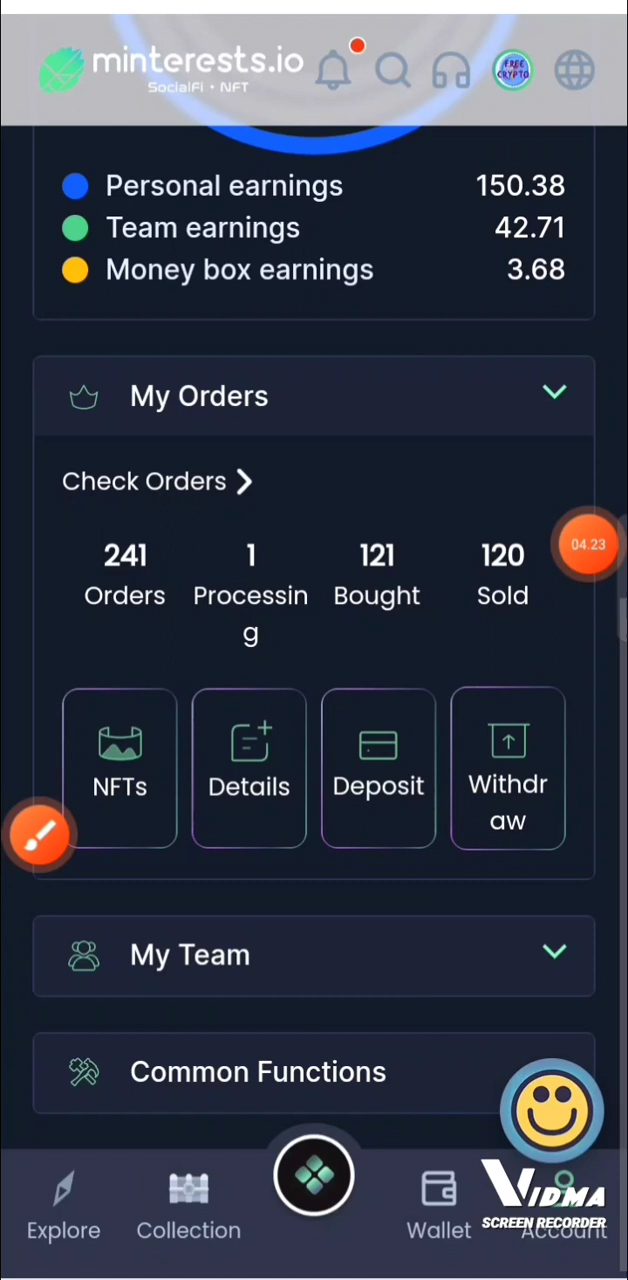 minterests.io
SocialFi • NFT
FREE
CRYPTO
Personal earnings 150.38
Team earnings 42.71
Money box earnings 3.68
My Orders
Check Orders
241 1 121 120
04.23
Orders Processin Bought Sold
g
NFTs Details Deposit Withdr
aw
My Team
Common Functions
Explore Collection Wallet Account
VIDMA
SCREEN RECORDER